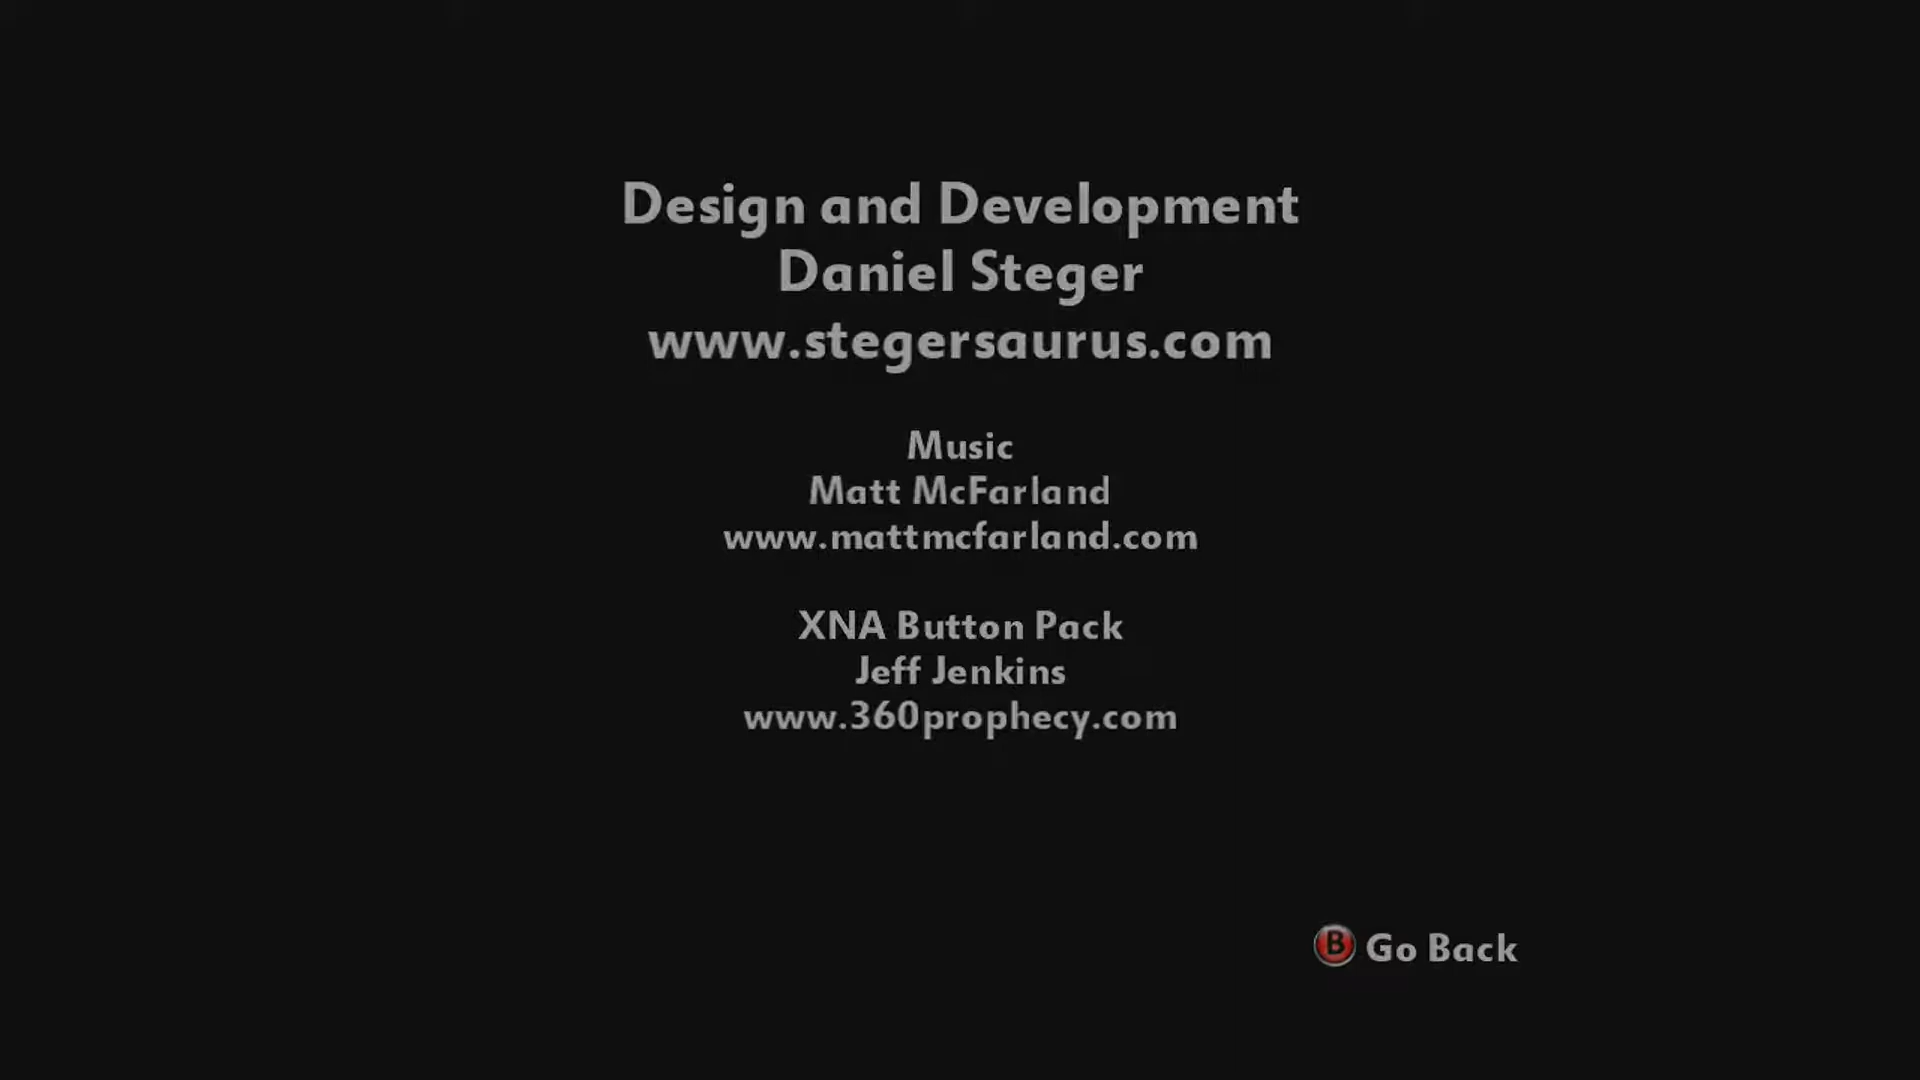 Design and Development
Daniel Steger
www.stegersaurus.com
Music
Matt McFarland
www.mattmcfarland.com
XNA Button Pack
Jeff Jenkins
www.360prophecy.com
B Go Back